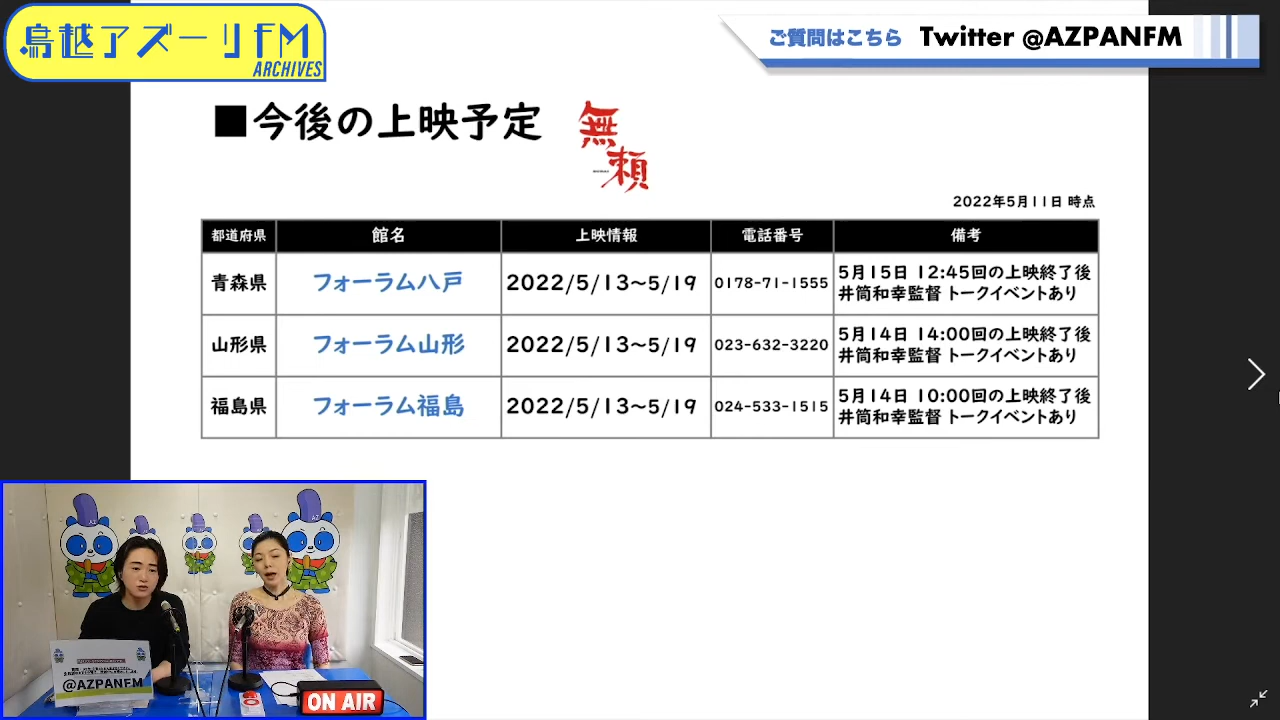 鳥越アズーリFM
ARCHIVES
ご質問はこちら Twitter @AZPANFM
■今後の上映予定
無頼
2022年5月11日 時点
都道府県 館名 上映情報 電話番号 備考
青森県 フォーラム八戸 2022/5/13~5/19 0178-71-1555 5月15日 12:45回の上映終了後
井筒和幸監督 トークイベントあり
山形県 フォーラム山形 2022/5/13~5/19 023-632-3220 5月14日 14:00回の上映終了後
井筒和幸監督 トークイベントあり
福島県 フォーラム福島 2022/5/13~5/19 024-533-1515 5月14日 10:00回の上映終了後
井筒和幸監督 トークイベントあり
AZ
AZ
@AZPANFM
ON AIR